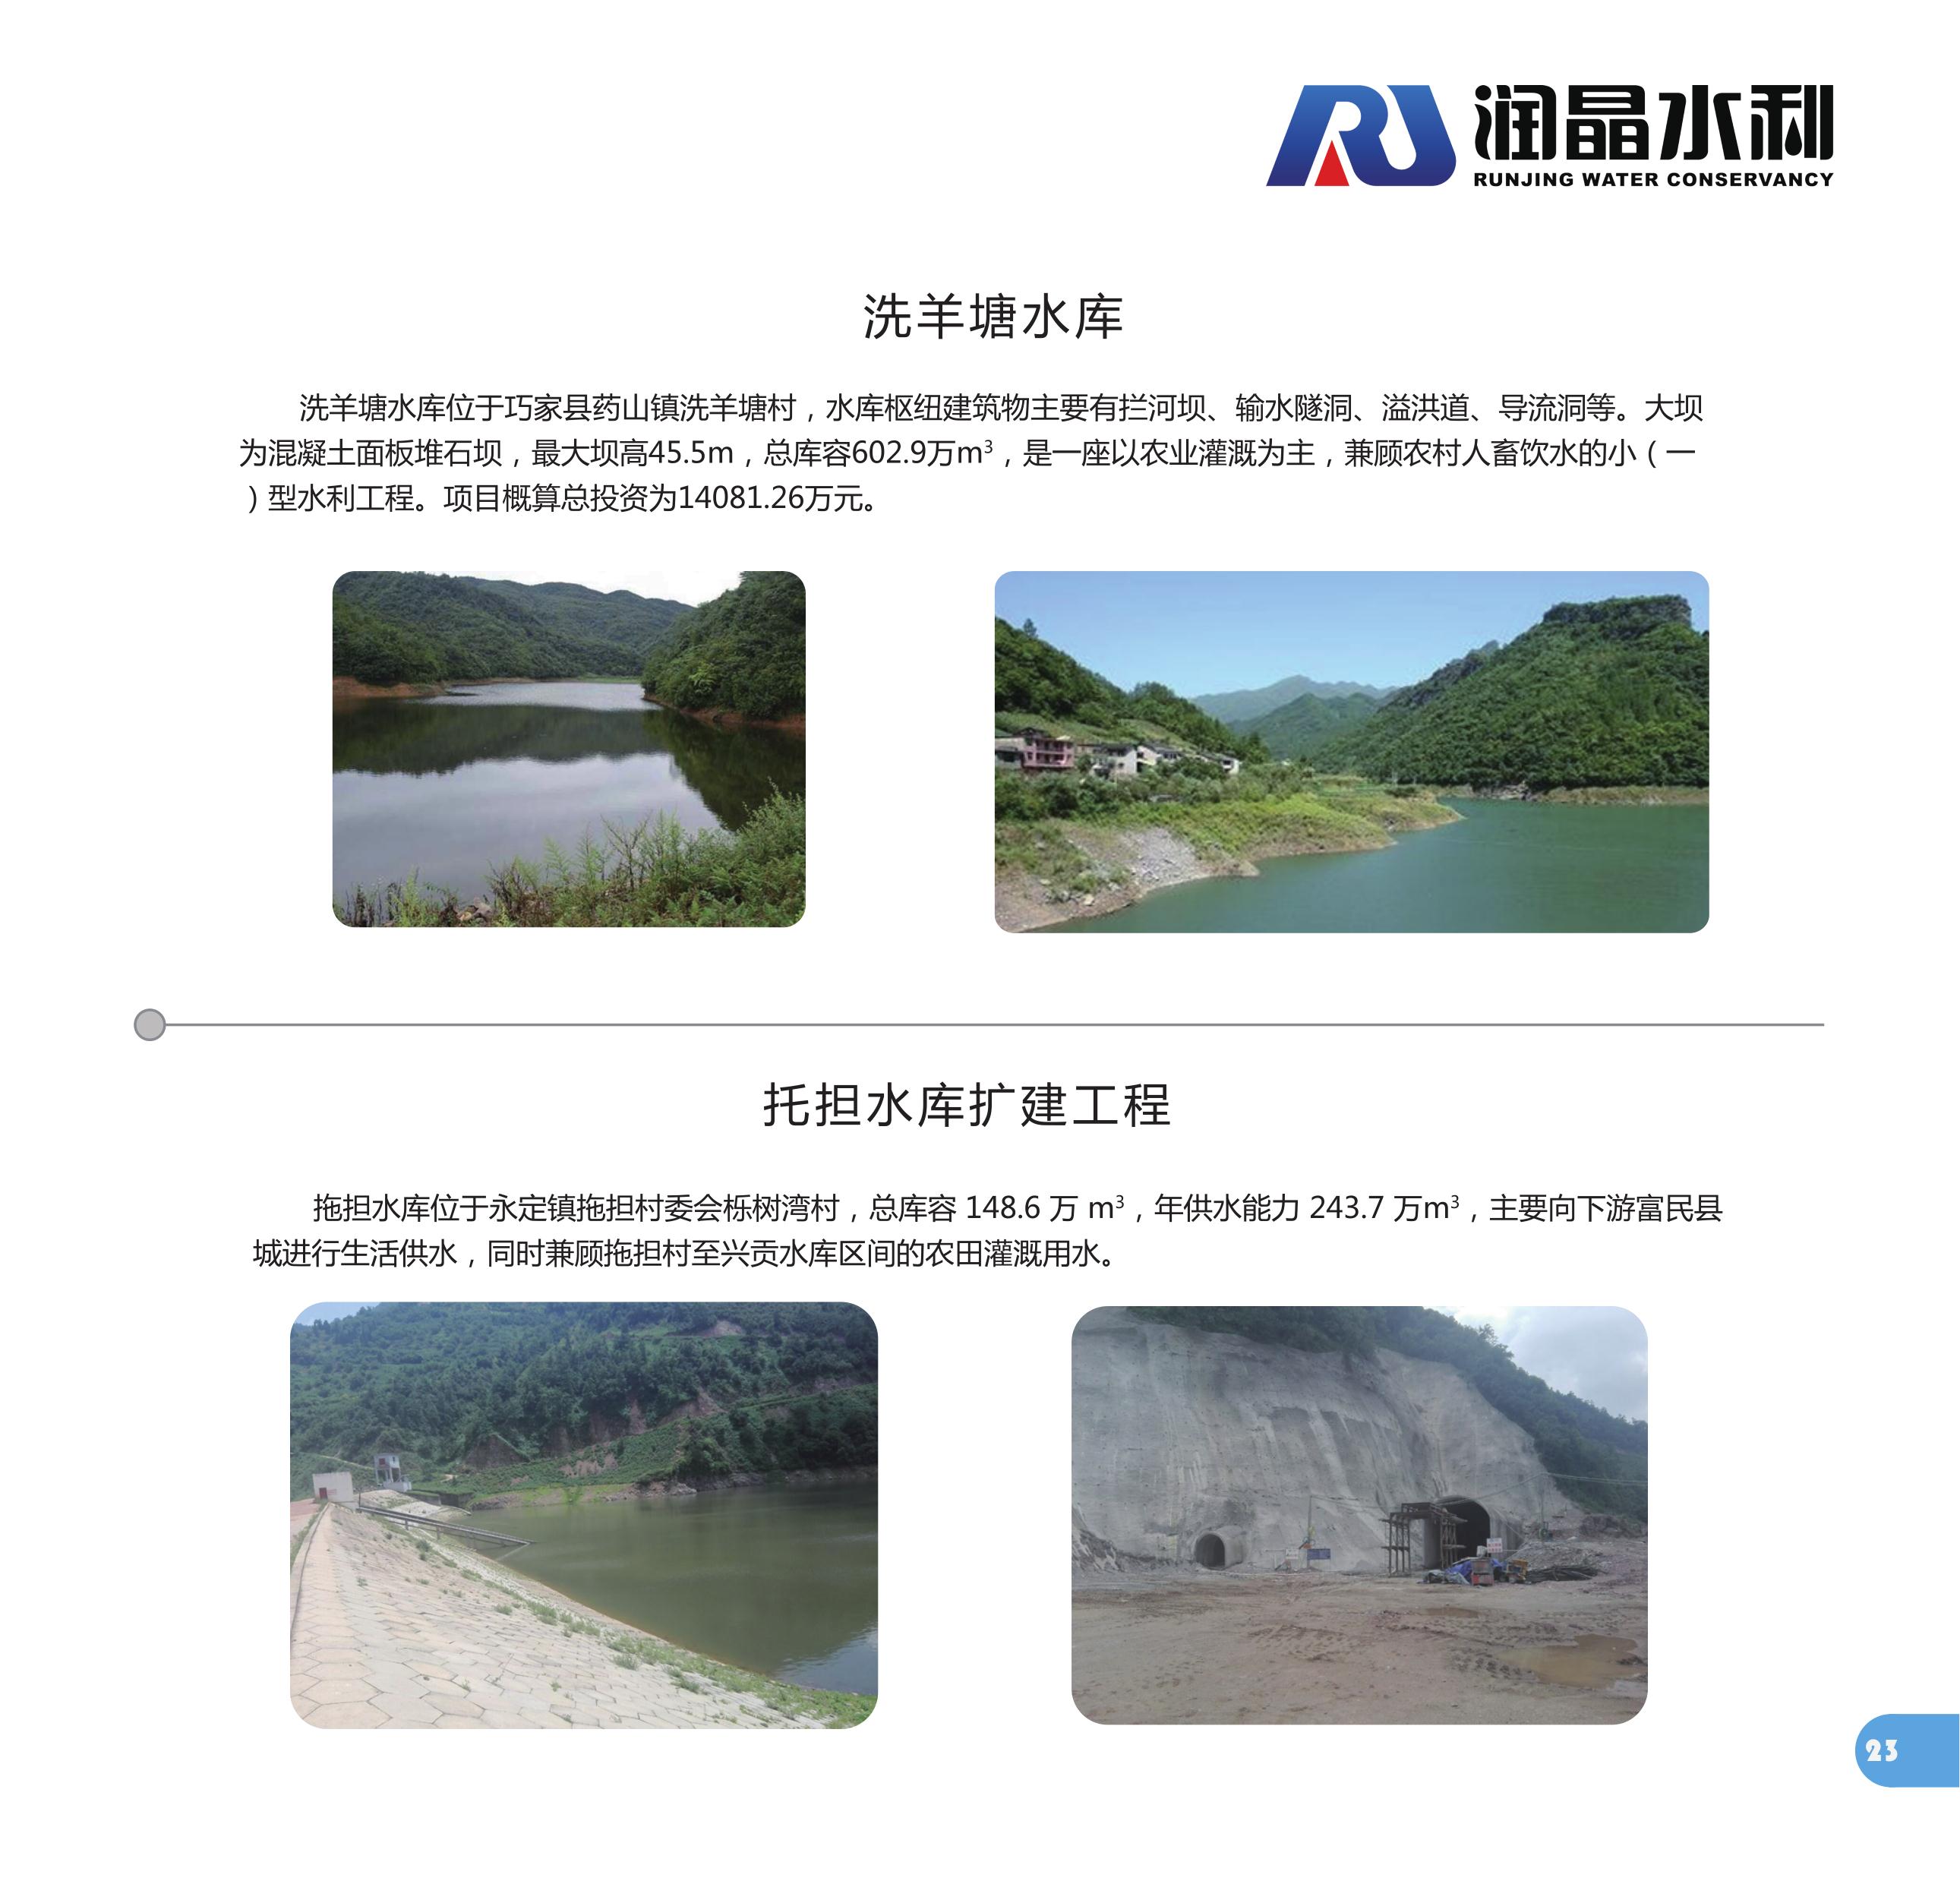 润晶水利
RUNJING WATER CONSERVANCY
洗羊塘水库
洗羊塘水库位于巧家县药山镇洗羊塘村，水库枢纽建筑物主要有拦河坝、输水隧洞、溢洪道、导流洞等。大坝
为混凝土面板堆石坝，最大坝高45.5m，总库容602.9万m³，是一座以农业灌溉为主，兼顾农村人畜饮水的小（一
）型水利工程。项目概算总投资为14081.26万元。
托担水库扩建工程
拖担水库位于永定镇拖担村委会栎树湾村，总库容 148.6 万 m³，年供水能力 243.7 万m³，主要向下游富民县
城进行生活供水，同时兼顾拖担村至兴贡水库区间的农田灌溉用水。
23